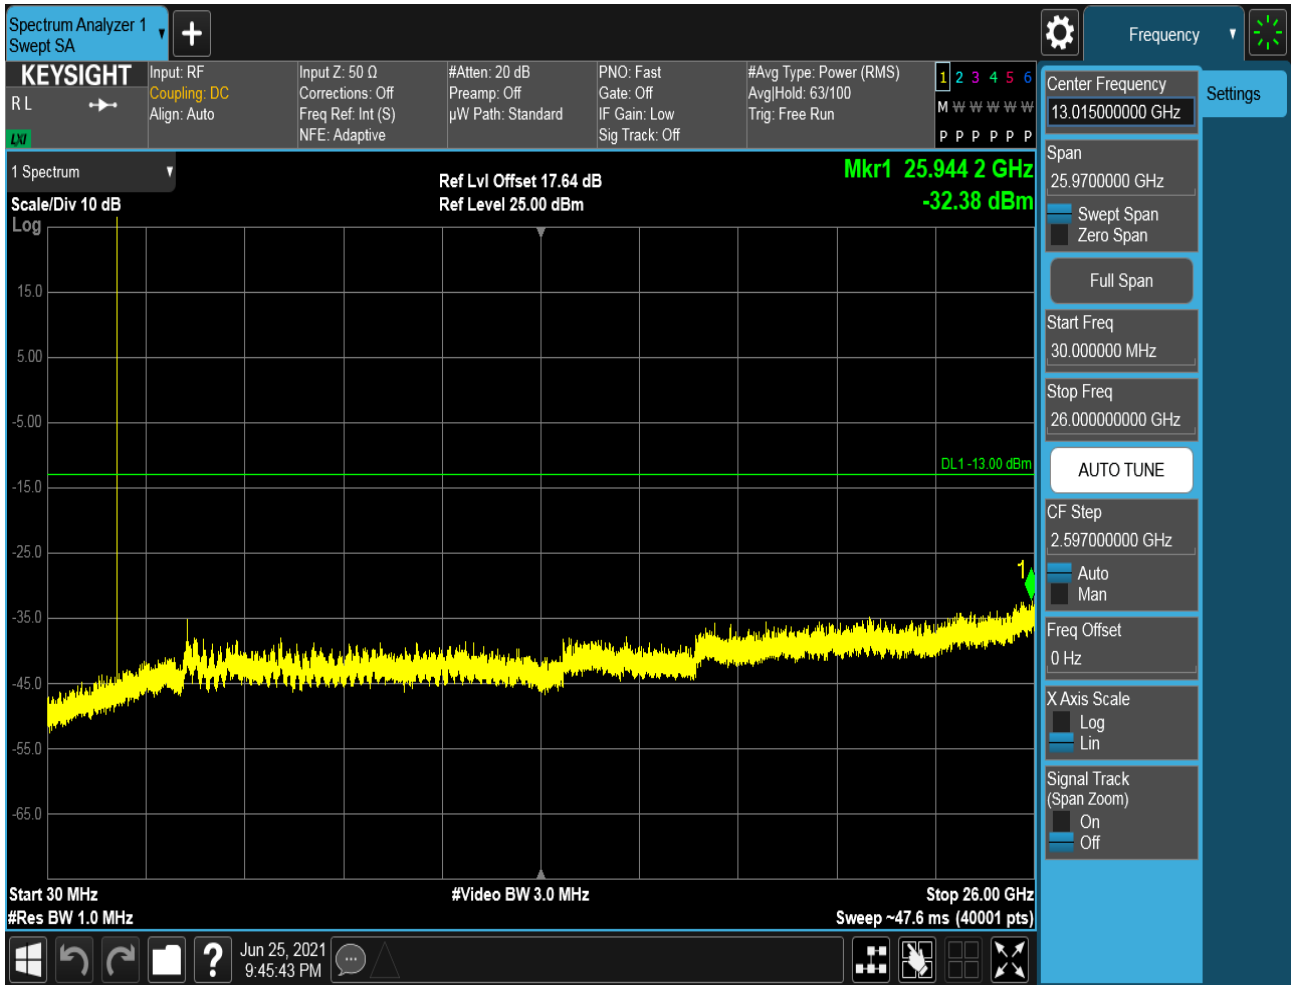 Spectrum Analyzer 1
Swept SA
Frequency
KEYSIGHT
R L
LXI
Input: RF
Coupling: DC
Align: Auto
Input Z: 50 Ω
Corrections: Off
Freq Ref: Int (S)
NFE: Adaptive
#Atten: 20 dB
Preamp: Off
µW Path: Standard
PNO: Fast
Gate: Off
IF Gain: Low
Sig Track: Off
#Avg Type: Power (RMS)
Avg|Hold: 63/100
Trig: Free Run
1 2 3 4 5 6
M W W W W W
P P P P P P
1 Spectrum
Scale/Div 10 dB
Log
Ref Lvl Offset 17.64 dB
Ref Level 25.00 dBm
Mkr1 25.944 2 GHz
-32.38 dBm
15.0
5.00
-5.00
-15.0
-25.0
-35.0
-45.0
-55.0
-65.0
DL1 -13.00 dBm
1
Start 30 MHz
#Res BW 1.0 MHz
#Video BW 3.0 MHz
Stop 26.00 GHz
Sweep ~47.6 ms (40001 pts)
Jun 25, 2021
9:45:43 PM
Center Frequency
13.015000000 GHz
Settings
Span
25.9700000 GHz
Swept Span
Zero Span
Full Span
Start Freq
30.000000 MHz
Stop Freq
26.000000000 GHz
AUTO TUNE
CF Step
2.597000000 GHz
Auto
Man
Freq Offset
0 Hz
X Axis Scale
Log
Lin
Signal Track
(Span Zoom)
On
Off